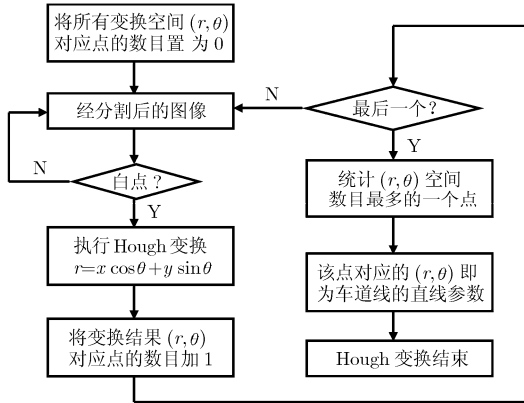 将所有变换空间 (r, θ)
对应点的数目置 为 0
经分割后的图像
N
白点 ?
Y
执行 Hough 变换
r=x cosθ+y sinθ
将变换结果 (r, θ)
对应点的数目加 1
N
最后一个?
Y
统计 (r, θ) 空间
数目最多的一个点
该点对应的 (r, θ) 即
为车道线的直线参数
Hough 变换结束